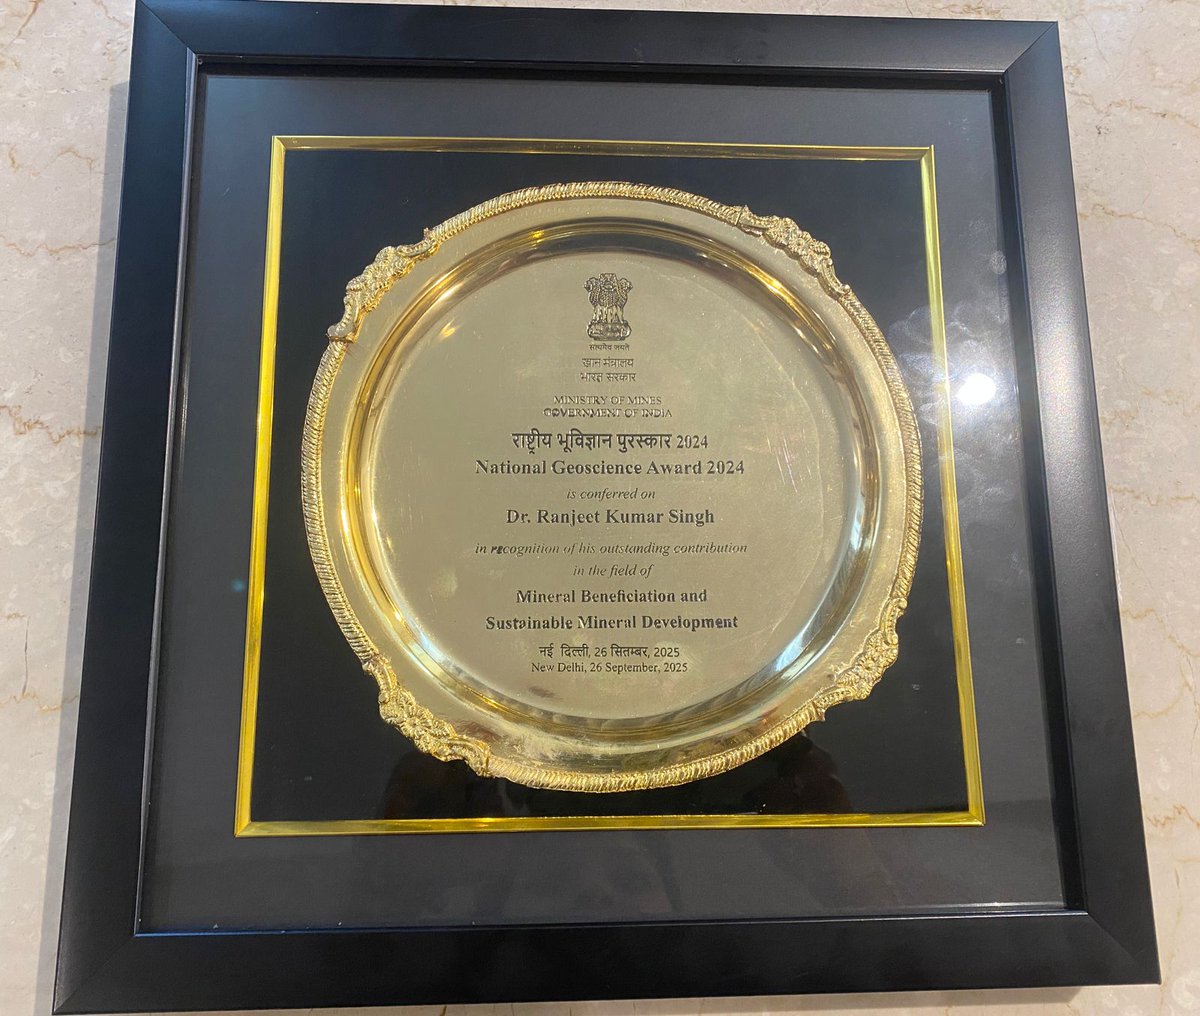 सत्यमेव जयते
खान मंत्रालय
भारत सरकार
MINISTRY OF MINES
GOVERNMENT OF INDIA
राष्ट्रीय भूविज्ञान पुरस्कार 2024
National Geoscience Award 2024
is conferred on
Dr. Ranjeet Kumar Singh
in recognition of his outstanding contribution
in the field of
Mineral Beneficiation and
Sustainable Mineral Development
नई दिल्ली, 26 सितम्बर, 2025
New Delhi, 26 September, 2025